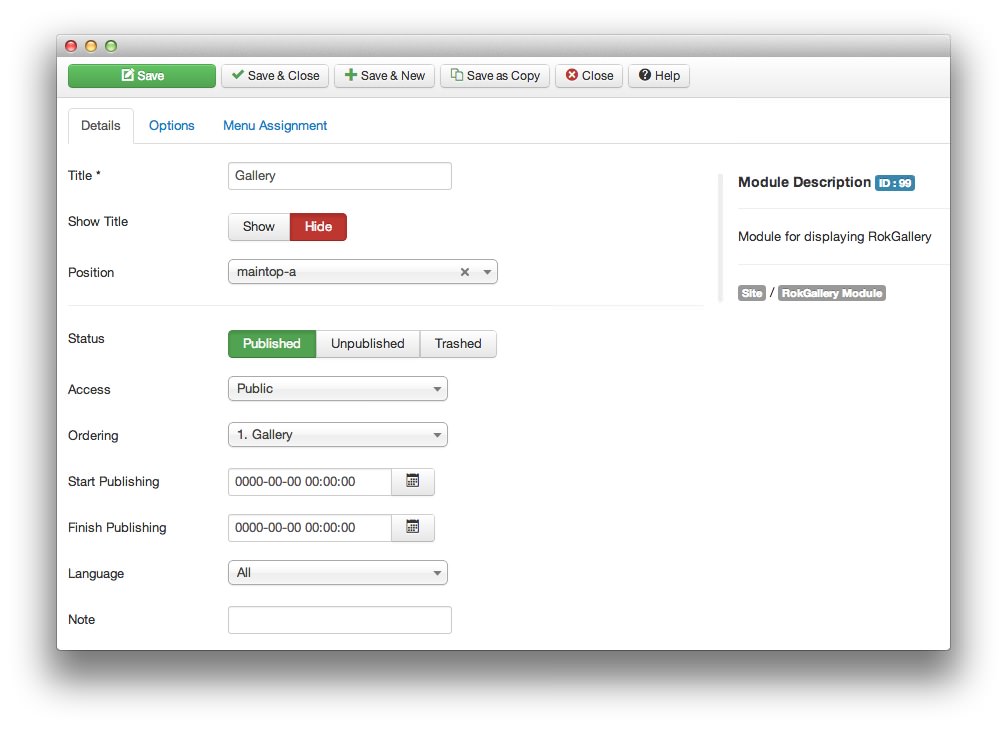 Save Save & Close Save & New Save as Copy Close Help
Details Options Menu Assignment
Title * Gallery
Show Title Show Hide
Position maintop-a
Status Published Unpublished Trashed
Access Public
Ordering 1. Gallery
Start Publishing 0000-00-00 00:00:00
Finish Publishing 0000-00-00 00:00:00
Language All
Note
Module Description ID : 99
Module for displaying RokGallery
Site / RokGallery Module